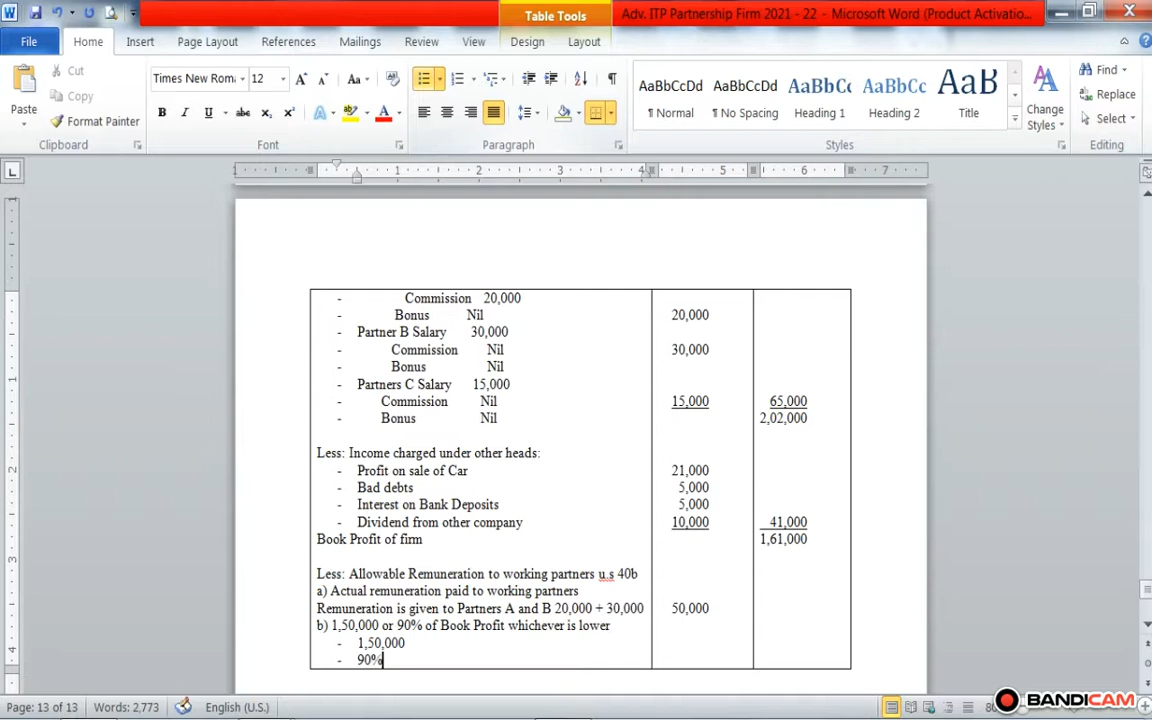 Table Tools
Adv. ITP Partnership Firm 2021 - 22 - Microsoft Word (Product Activatio...
File Home Insert Page Layout References Mailings Review View Design Layout
Paste
Cut
Copy
Format Painter
Clipboard
Times New Rom 12
Font
Paragraph
AaBbCcDd
¶ Normal
AaBbCcDd
¶ No Spacing
AaBbCc
Heading 1
AaBbCc
Heading 2
AaB
Title
Change
Styles
Styles
Find
Replace
Select
Editing
- Commission 20,000
- Bonus Nil 20,000
- Partner B Salary 30,000
- Commission Nil 30,000
- Bonus Nil
- Partners C Salary 15,000
- Commission Nil 15,000 65,000
- Bonus Nil 2,02,000
Less: Income charged under other heads:
- Profit on sale of Car 21,000
- Bad debts 5,000
- Interest on Bank Deposits 5,000
- Dividend from other company 10,000 41,000
Book Profit of firm 1,61,000
Less: Allowable Remuneration to working partners u.s 40b
a) Actual remuneration paid to working partners
Remuneration is given to Partners A and B 20,000 + 30,000 50,000
b) 1,50,000 or 90% of Book Profit whichever is lower
- 1,50,000
- 90%
Page: 13 of 13 Words: 2,773 English (U.S.)
BANDICAM